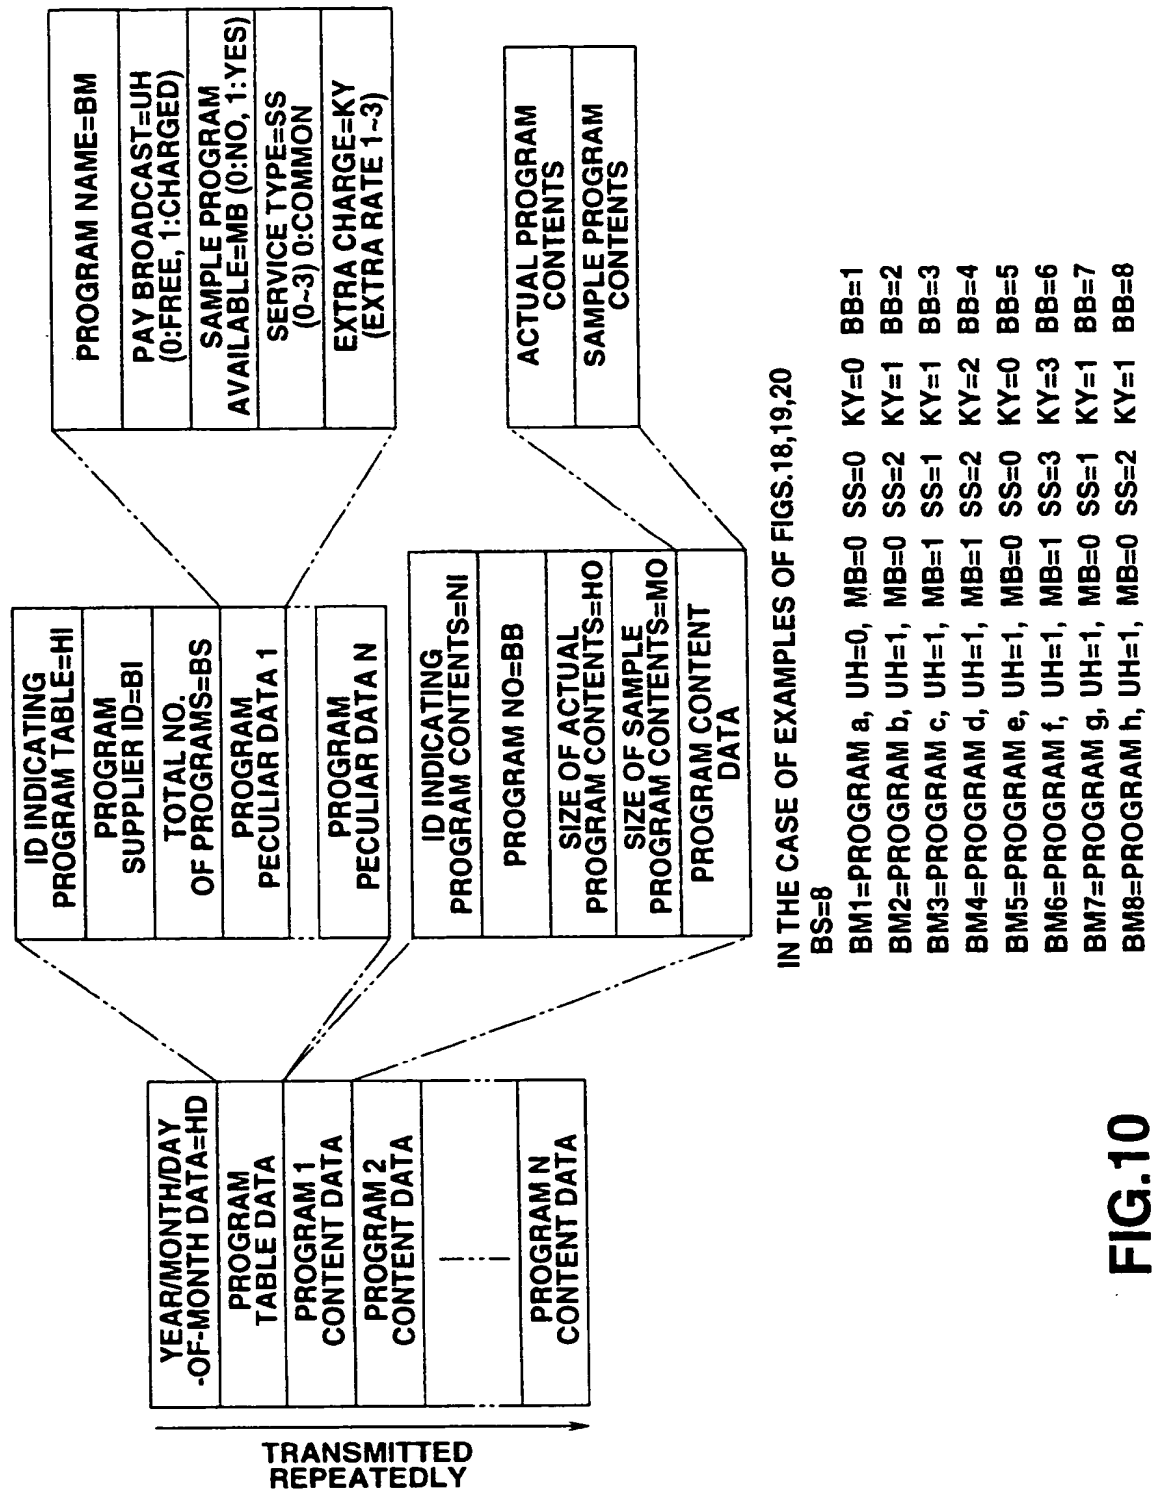 TRANSMITTED
REPEATEDLY
YEAR/MONTH/DAY
-OF-MONTH DATA=HD
PROGRAM
TABLE DATA
PROGRAM 1
CONTENT DATA
PROGRAM 2
CONTENT DATA
PROGRAM N
CONTENT DATA
ID INDICATING
PROGRAM TABLE=HI
PROGRAM
SUPPLIER ID=BI
TOTAL NO.
OF PROGRAMS=BS
PROGRAM
PECULIAR DATA 1
PROGRAM
PECULIAR DATA N
ID INDICATING
PROGRAM CONTENTS=NI
PROGRAM NO=BB
SIZE OF ACTUAL
PROGRAM CONTENTS=HO
SIZE OF SAMPLE
PROGRAM CONTENTS=MO
PROGRAM CONTENT
DATA
PROGRAM NAME=BM
PAY BROADCAST=UH
(0:FREE, 1:CHARGED)
SAMPLE PROGRAM
AVAILABLE=MB (0:NO, 1:YES)
SERVICE TYPE=SS
(0~3) 0:COMMON
EXTRA CHARGE=KY
(EXTRA RATE 1~3)
ACTUAL PROGRAM
CONTENTS
SAMPLE PROGRAM
CONTENTS
IN THE CASE OF EXAMPLES OF FIGS.18,19,20
BS=8
BM1=PROGRAM a, UH=0, MB=0 SS=0 KY=0 BB=1
BM2=PROGRAM b, UH=1, MB=0 SS=2 KY=1 BB=2
BM3=PROGRAM c, UH=1, MB=1 SS=1 KY=1 BB=3
BM4=PROGRAM d, UH=1, MB=1 SS=2 KY=2 BB=4
BM5=PROGRAM e, UH=1, MB=0 SS=0 KY=0 BB=5
BM6=PROGRAM f, UH=1, MB=1 SS=3 KY=3 BB=6
BM7=PROGRAM g, UH=1, MB=0 SS=1 KY=1 BB=7
BM8=PROGRAM h, UH=1, MB=0 SS=2 KY=1 BB=8
FIG.10